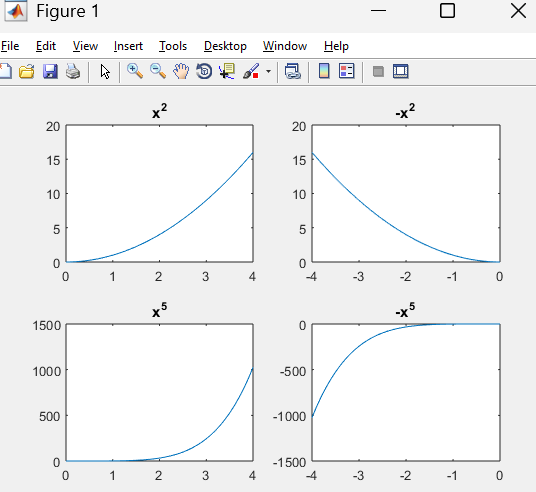 Figure 1
File Edit View Insert Tools Desktop Window Help
x²
20
15
10
5
0
0 1 2 3 4
-x²
20
15
10
5
0
-4 -3 -2 -1 0
x⁵
1500
1000
500
0
0 1 2 3 4
-x⁵
0
-500
-1000
-1500
-4 -3 -2 -1 0